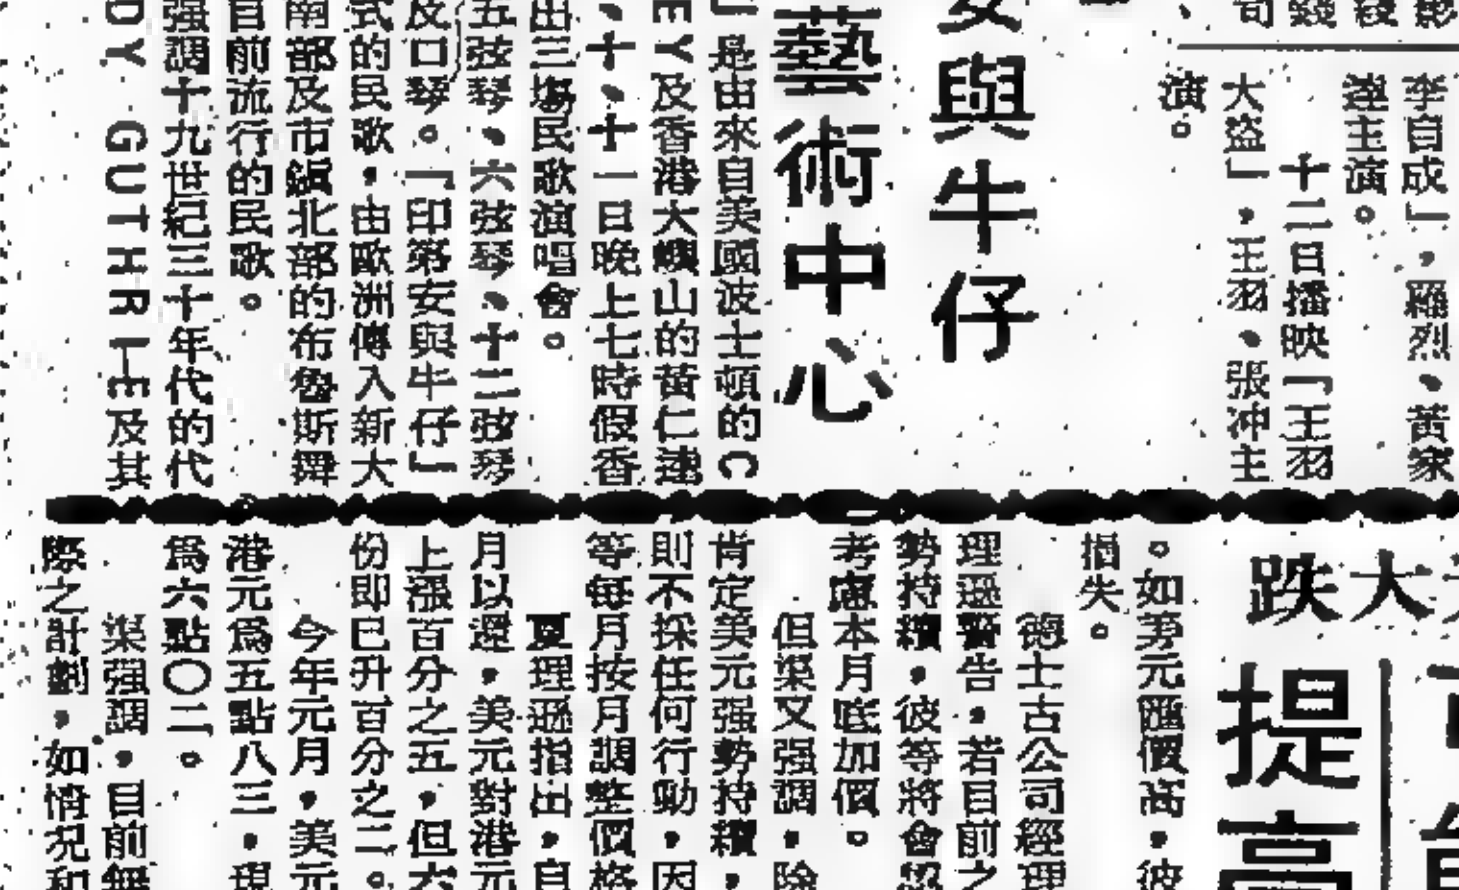 李自成」，羅烈、黃家
達主演。
十二日播映「王羽
大盜」，王羽、張冲主
演。
安與牛仔
藝術中心
」是由來自美國波士頓的C
EY及香港大嶼山的黃仁逵
，十、十一日晚上七時假香
出三場民歌演唱會。
五弦琴、六弦琴、十二弦琴
及口琴。「印第安與牛仔」
式的民歌，由歐洲傳入新大
南部及市鎮北部的布魯斯舞
目前流行的民歌。
强調十九世紀三十年代的代
DY GUTHRIE及其
跌大
提高
。如美元匯價高，彼
損失。
德士古公司經理
理遜警告，若目前之
勢持續，彼等將會認
考慮本月底加價。
但渠又强調，除
肯定美元强勢持續，
則不採任何行動，因
等每月按月調整價格
夏理遜指出，自
月以還，美元對港元
上漲百分之五，但六
份即已升百分之二。
今年元月，美元
港元爲五點八三，現
爲六點〇二。
渠强調，目前無
際之計劃，如情况和